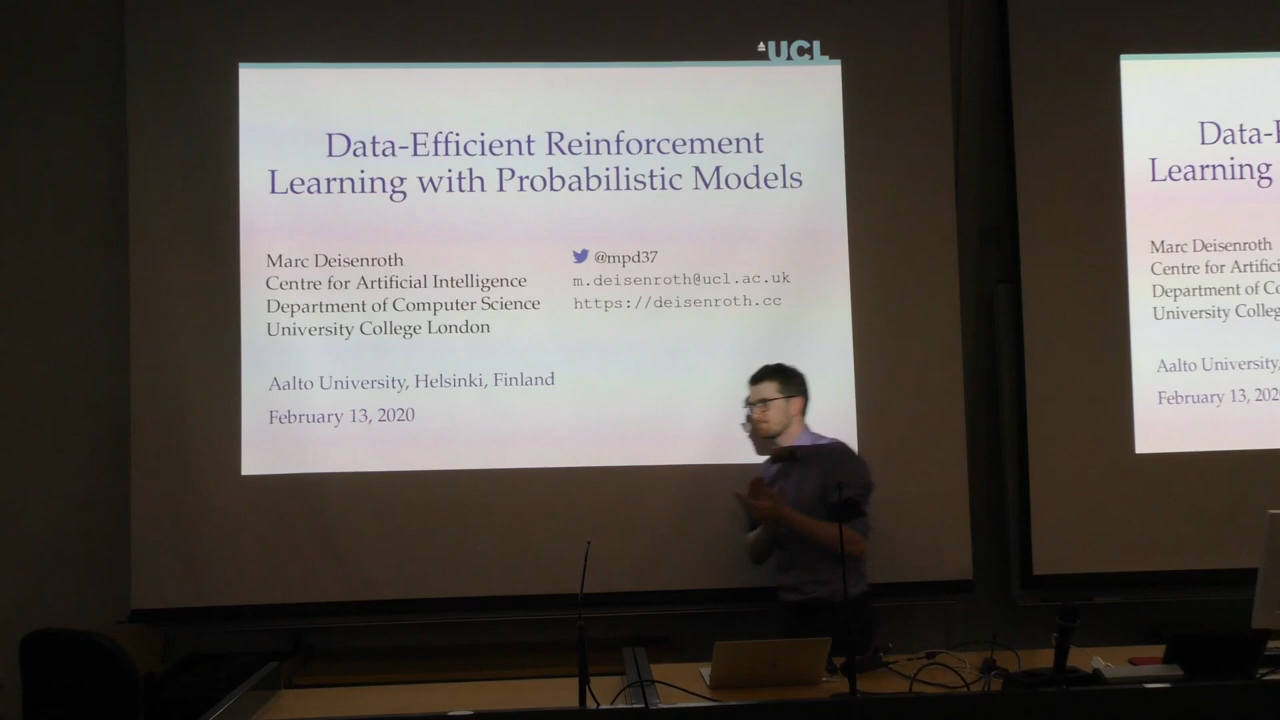 UCL
Data-Efficient Reinforcement
Learning with Probabilistic Models
Marc Deisenroth
Centre for Artificial Intelligence
Department of Computer Science
University College London
@mpd37
m.deisenroth@ucl.ac.uk
https://deisenroth.cc
Aalto University, Helsinki, Finland
February 13, 2020
Data-E
Learning
Marc Deisenroth
Centre for Artifici
Department of Co
University Colleg
Aalto University,
February 13, 202